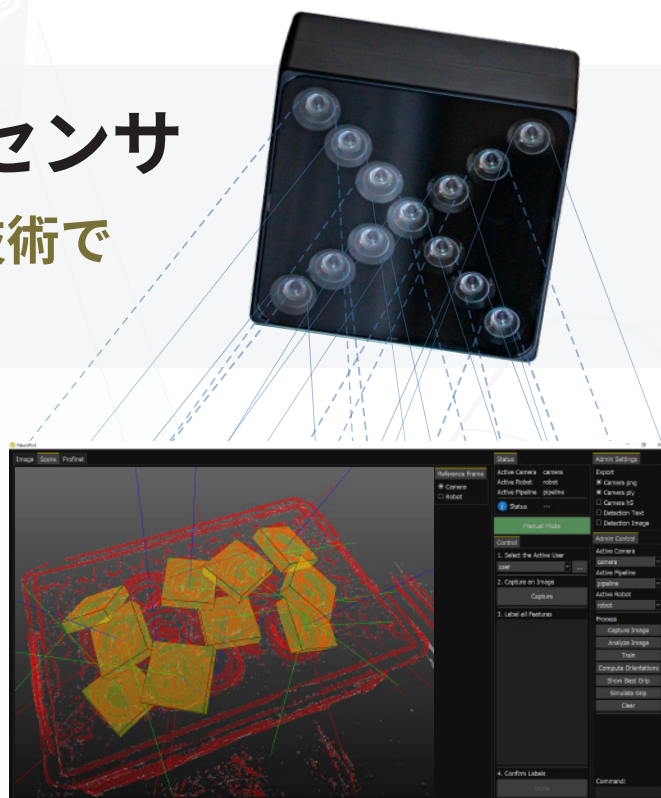 センサ
技術で
Image Scene Profinet
Reference Frame
Camera
Robot
Status
Active Camera camera
Active Robot robot
Active Pipeline pipeline
Status ---
Manual Mode
Control
1. Select the Active User
user ...
2. Capture an Image
Capture
3. Label all Features
4. Confirm Labels
Done
Admin Settings
Export
Camera png
Camera ply
Camera h5
Detection Text
Detection Image
Admin Control
Active Camera
camera
Active Pipeline
pipeline
Active Robot
robot
Process
Capture Image
Analyze Image
Train
Compute Orientations
Show Best Grip
Simulate Grip
Clear
Command: